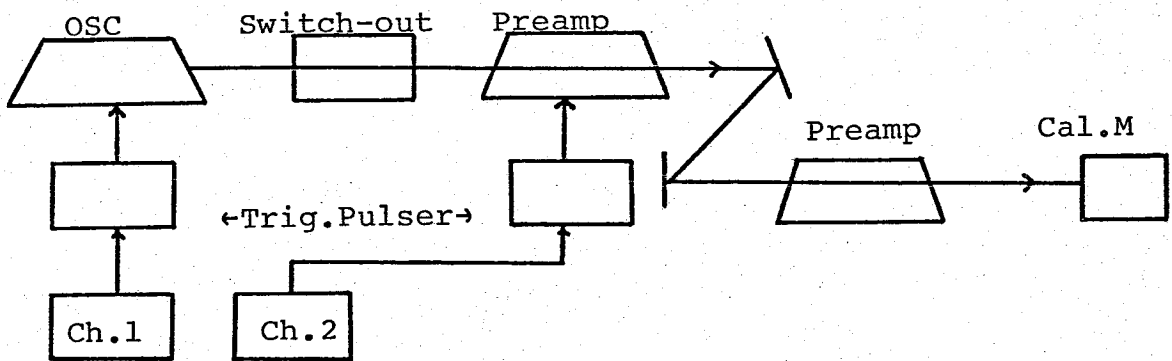 OSC Switch-out Preamp
Preamp Cal.M
←Trig.Pulser→
Ch.1 Ch.2